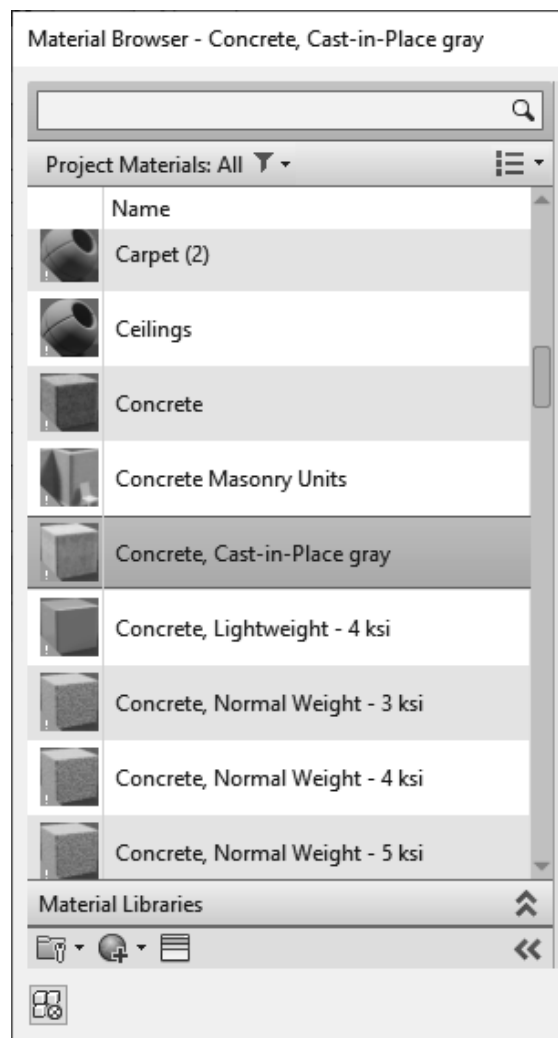 Material Browser - Concrete, Cast-in-Place gray
Project Materials: All
Name
Carpet (2)
Ceilings
Concrete
Concrete Masonry Units
Concrete, Cast-in-Place gray
Concrete, Lightweight - 4 ksi
Concrete, Normal Weight - 3 ksi
Concrete, Normal Weight - 4 ksi
Concrete, Normal Weight - 5 ksi
Material Libraries